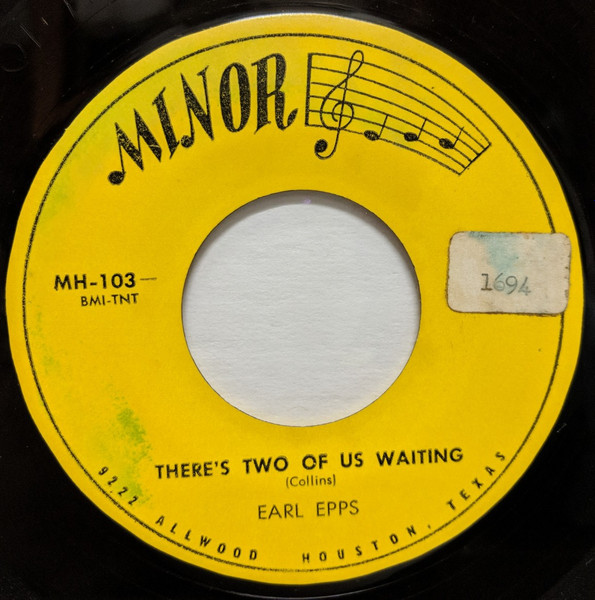 MINOR
MH-103
BMI-TNT
1694
THERE'S TWO OF US WAITING
(Collins)
EARL EPPS
9222 ALLWOOD HOUSTON, TEXAS